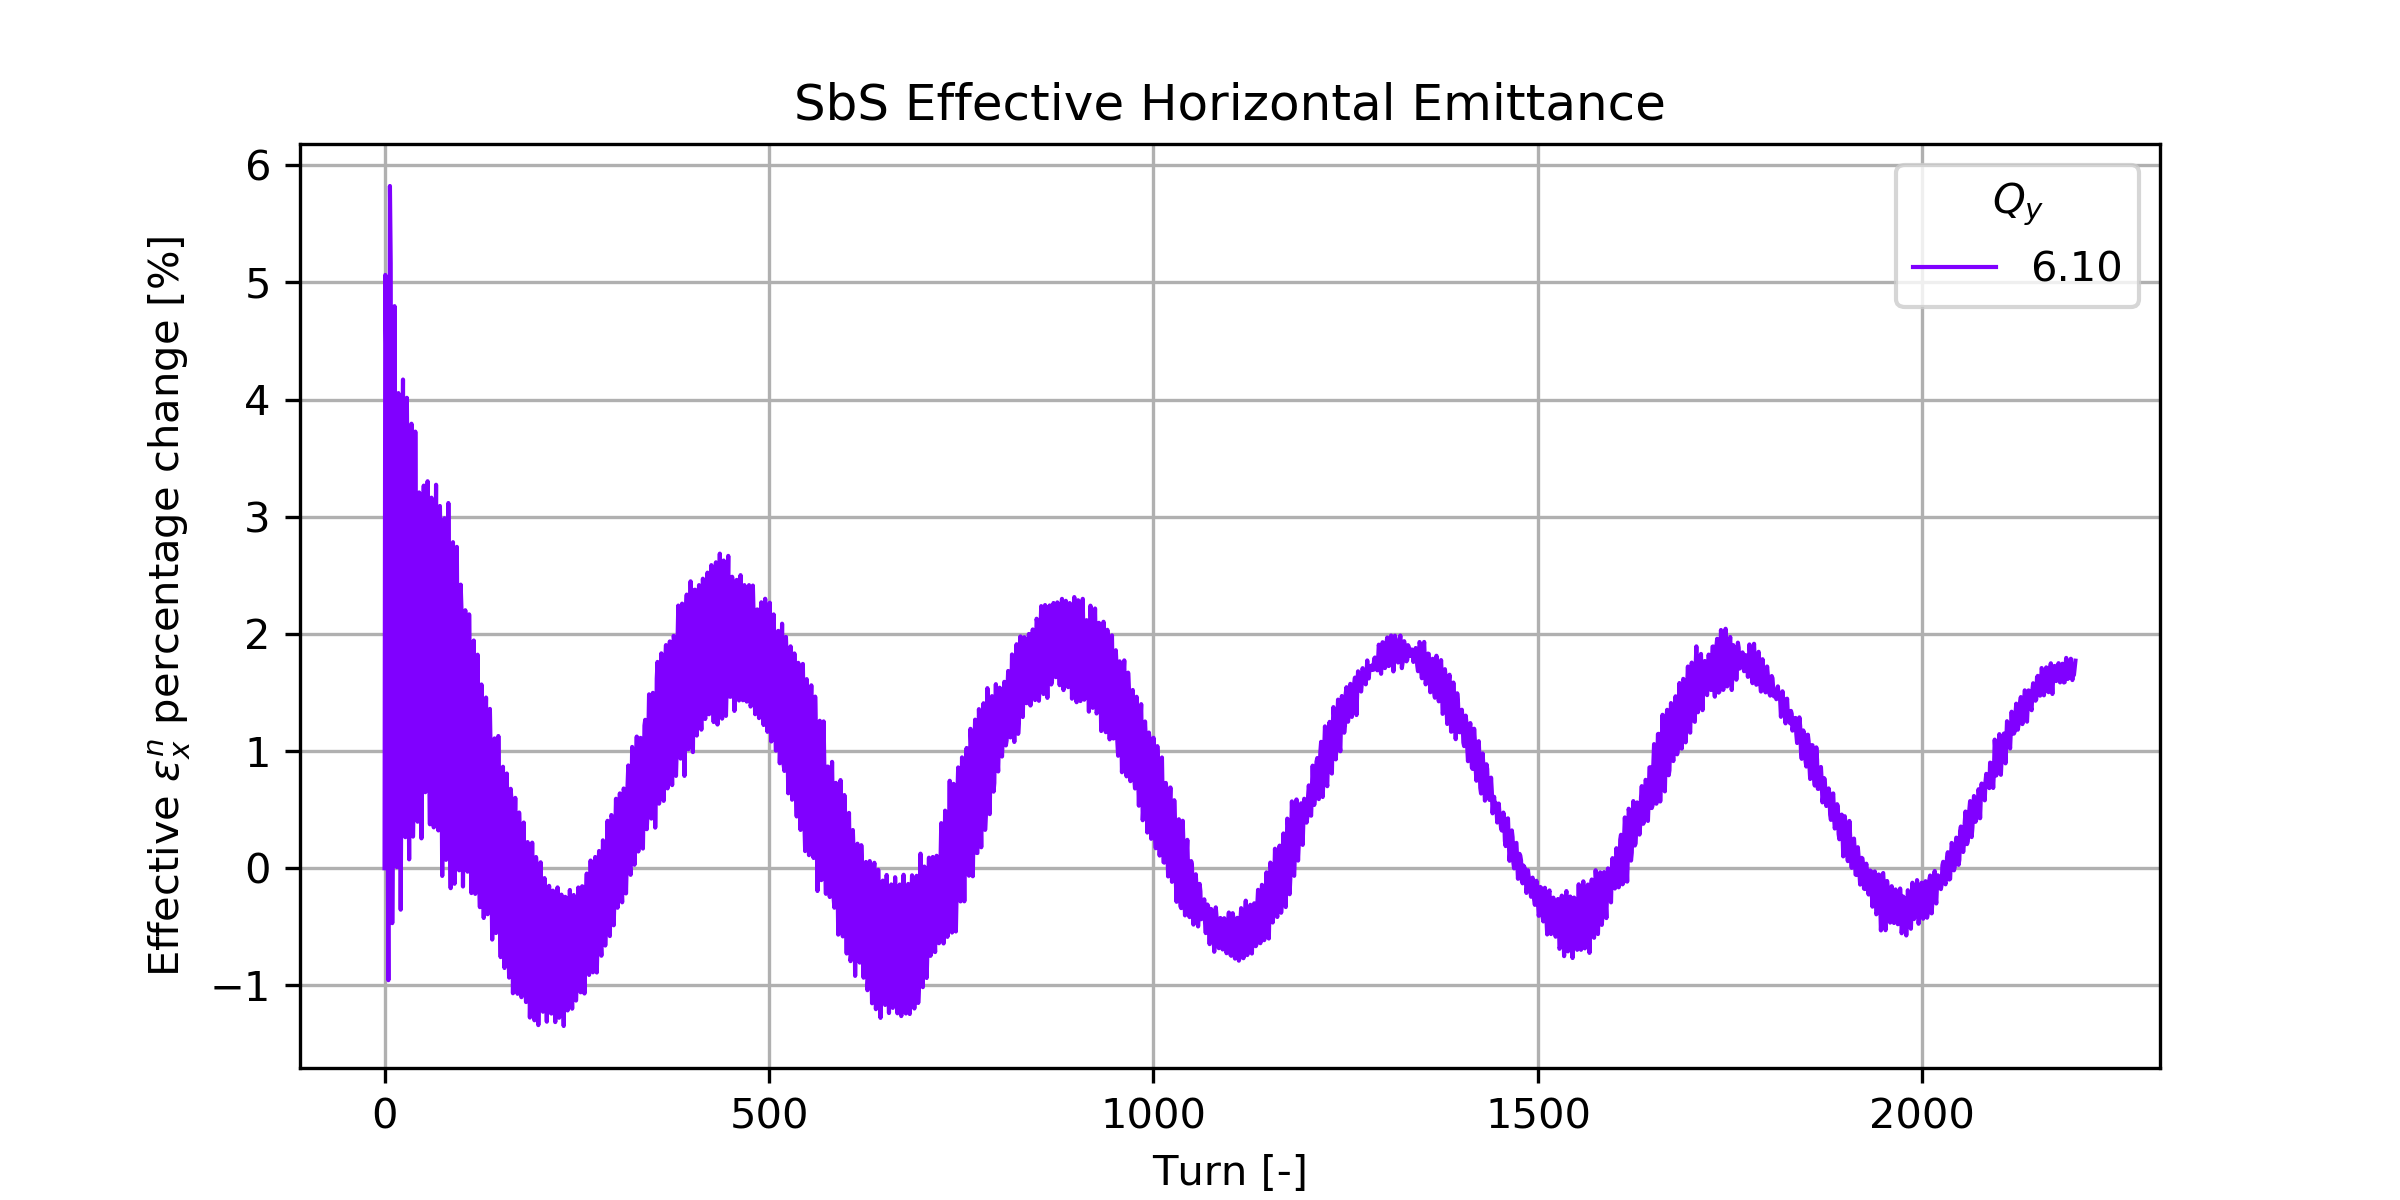 SbS Effective Horizontal Emittance
Effective εₓⁿ percentage change [%]
6
5
4
3
2
1
0
−1
Q_y
6.10
0 500 1000 1500 2000
Turn [-]